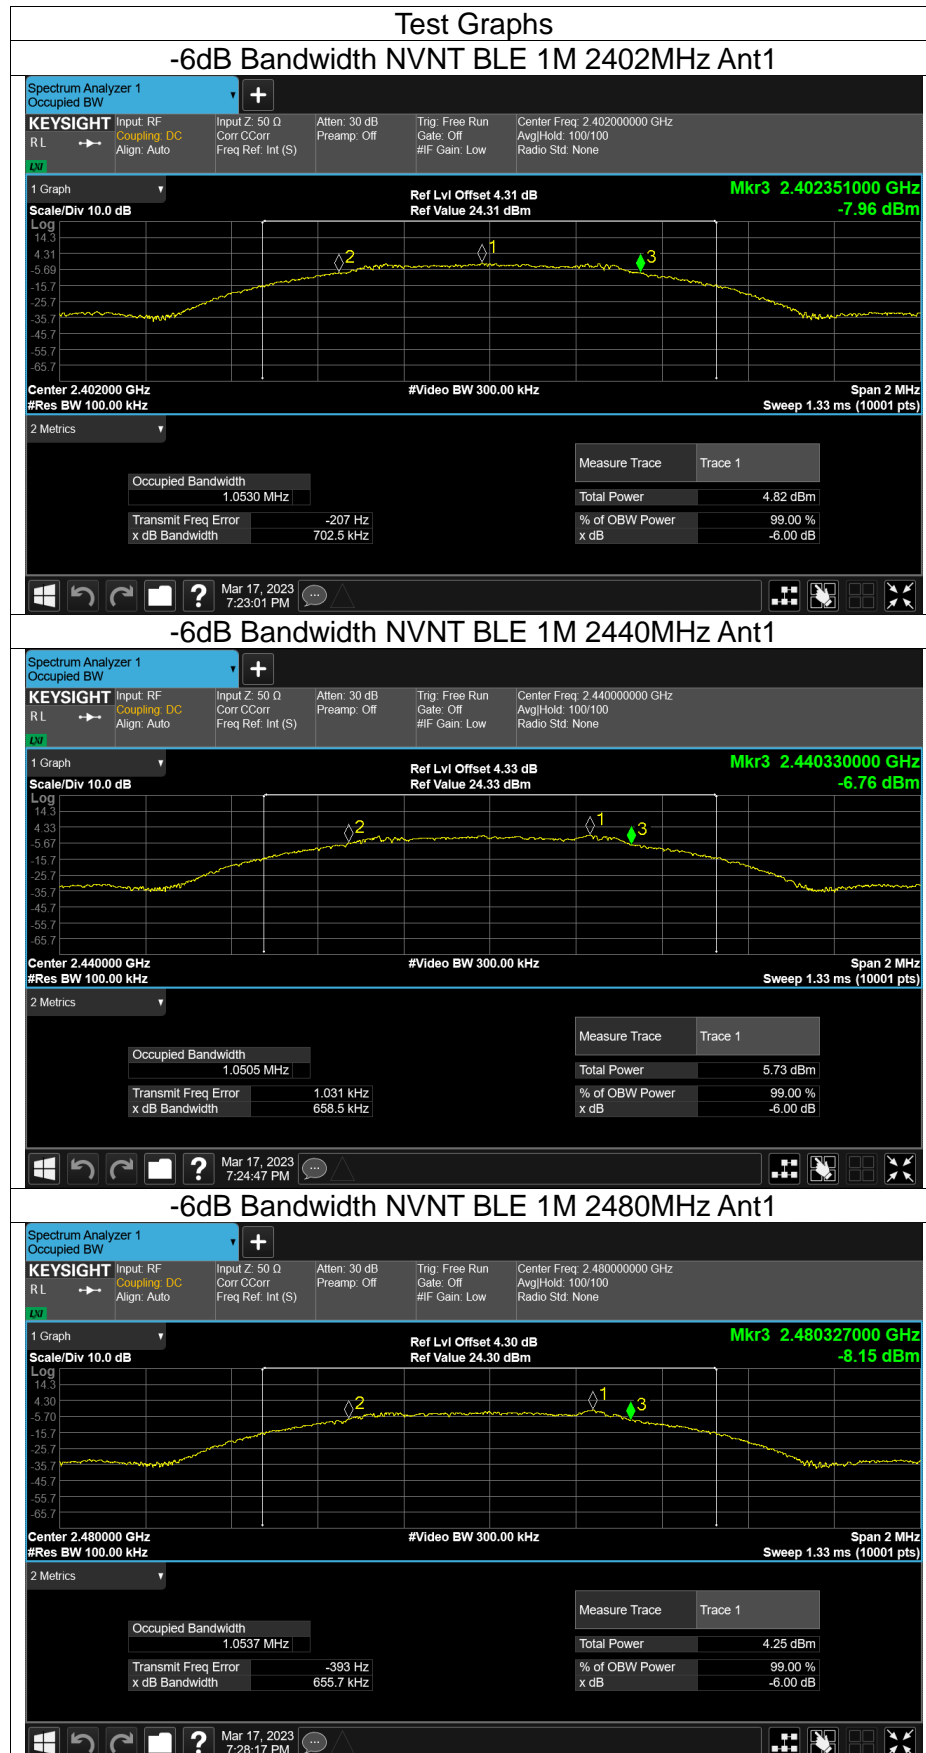 Test Graphs
-6dB Bandwidth NVNT BLE 1M 2402MHz Ant1
Spectrum Analyzer 1
Occupied BW
KEYSIGHT Input: RF Input Z: 50 Ω Atten: 30 dB Trig: Free Run Center Freq: 2.402000000 GHz
RL Coupling: DC Corr CCorr Preamp: Off Gate: Off Avg|Hold: 100/100
Align: Auto Freq Ref: Int (S) #IF Gain: Low Radio Std: None
LXI
1 Graph Ref Lvl Offset 4.31 dB Mkr3 2.402351000 GHz
Scale/Div 10.0 dB Ref Value 24.31 dBm -7.96 dBm
Log
14.3
4.31
-5.69
-15.7
-25.7
-35.7
-45.7
-55.7
-65.7
2 1 3
Center 2.402000 GHz #Video BW 300.00 kHz Span 2 MHz
#Res BW 100.00 kHz Sweep 1.33 ms (10001 pts)
2 Metrics
Measure Trace Trace 1
Occupied Bandwidth
1.0530 MHz Total Power 4.82 dBm
Transmit Freq Error -207 Hz % of OBW Power 99.00 %
x dB Bandwidth 702.5 kHz x dB -6.00 dB
Mar 17, 2023
7:23:01 PM
-6dB Bandwidth NVNT BLE 1M 2440MHz Ant1
Spectrum Analyzer 1
Occupied BW
KEYSIGHT Input: RF Input Z: 50 Ω Atten: 30 dB Trig: Free Run Center Freq: 2.440000000 GHz
RL Coupling: DC Corr CCorr Preamp: Off Gate: Off Avg|Hold: 100/100
Align: Auto Freq Ref: Int (S) #IF Gain: Low Radio Std: None
LXI
1 Graph Ref Lvl Offset 4.33 dB Mkr3 2.440330000 GHz
Scale/Div 10.0 dB Ref Value 24.33 dBm -6.76 dBm
Log
14.3
4.33
-5.67
-15.7
-25.7
-35.7
-45.7
-55.7
-65.7
2 1 3
Center 2.440000 GHz #Video BW 300.00 kHz Span 2 MHz
#Res BW 100.00 kHz Sweep 1.33 ms (10001 pts)
2 Metrics
Measure Trace Trace 1
Occupied Bandwidth
1.0505 MHz Total Power 5.73 dBm
Transmit Freq Error 1.031 kHz % of OBW Power 99.00 %
x dB Bandwidth 658.5 kHz x dB -6.00 dB
Mar 17, 2023
7:24:47 PM
-6dB Bandwidth NVNT BLE 1M 2480MHz Ant1
Spectrum Analyzer 1
Occupied BW
KEYSIGHT Input: RF Input Z: 50 Ω Atten: 30 dB Trig: Free Run Center Freq: 2.480000000 GHz
RL Coupling: DC Corr CCorr Preamp: Off Gate: Off Avg|Hold: 100/100
Align: Auto Freq Ref: Int (S) #IF Gain: Low Radio Std: None
LXI
1 Graph Ref Lvl Offset 4.30 dB Mkr3 2.480327000 GHz
Scale/Div 10.0 dB Ref Value 24.30 dBm -8.15 dBm
Log
14.3
4.30
-5.70
-15.7
-25.7
-35.7
-45.7
-55.7
-65.7
2 1 3
Center 2.480000 GHz #Video BW 300.00 kHz Span 2 MHz
#Res BW 100.00 kHz Sweep 1.33 ms (10001 pts)
2 Metrics
Measure Trace Trace 1
Occupied Bandwidth
1.0537 MHz Total Power 4.25 dBm
Transmit Freq Error -393 Hz % of OBW Power 99.00 %
x dB Bandwidth 655.7 kHz x dB -6.00 dB
Mar 17, 2023
7:28:17 PM